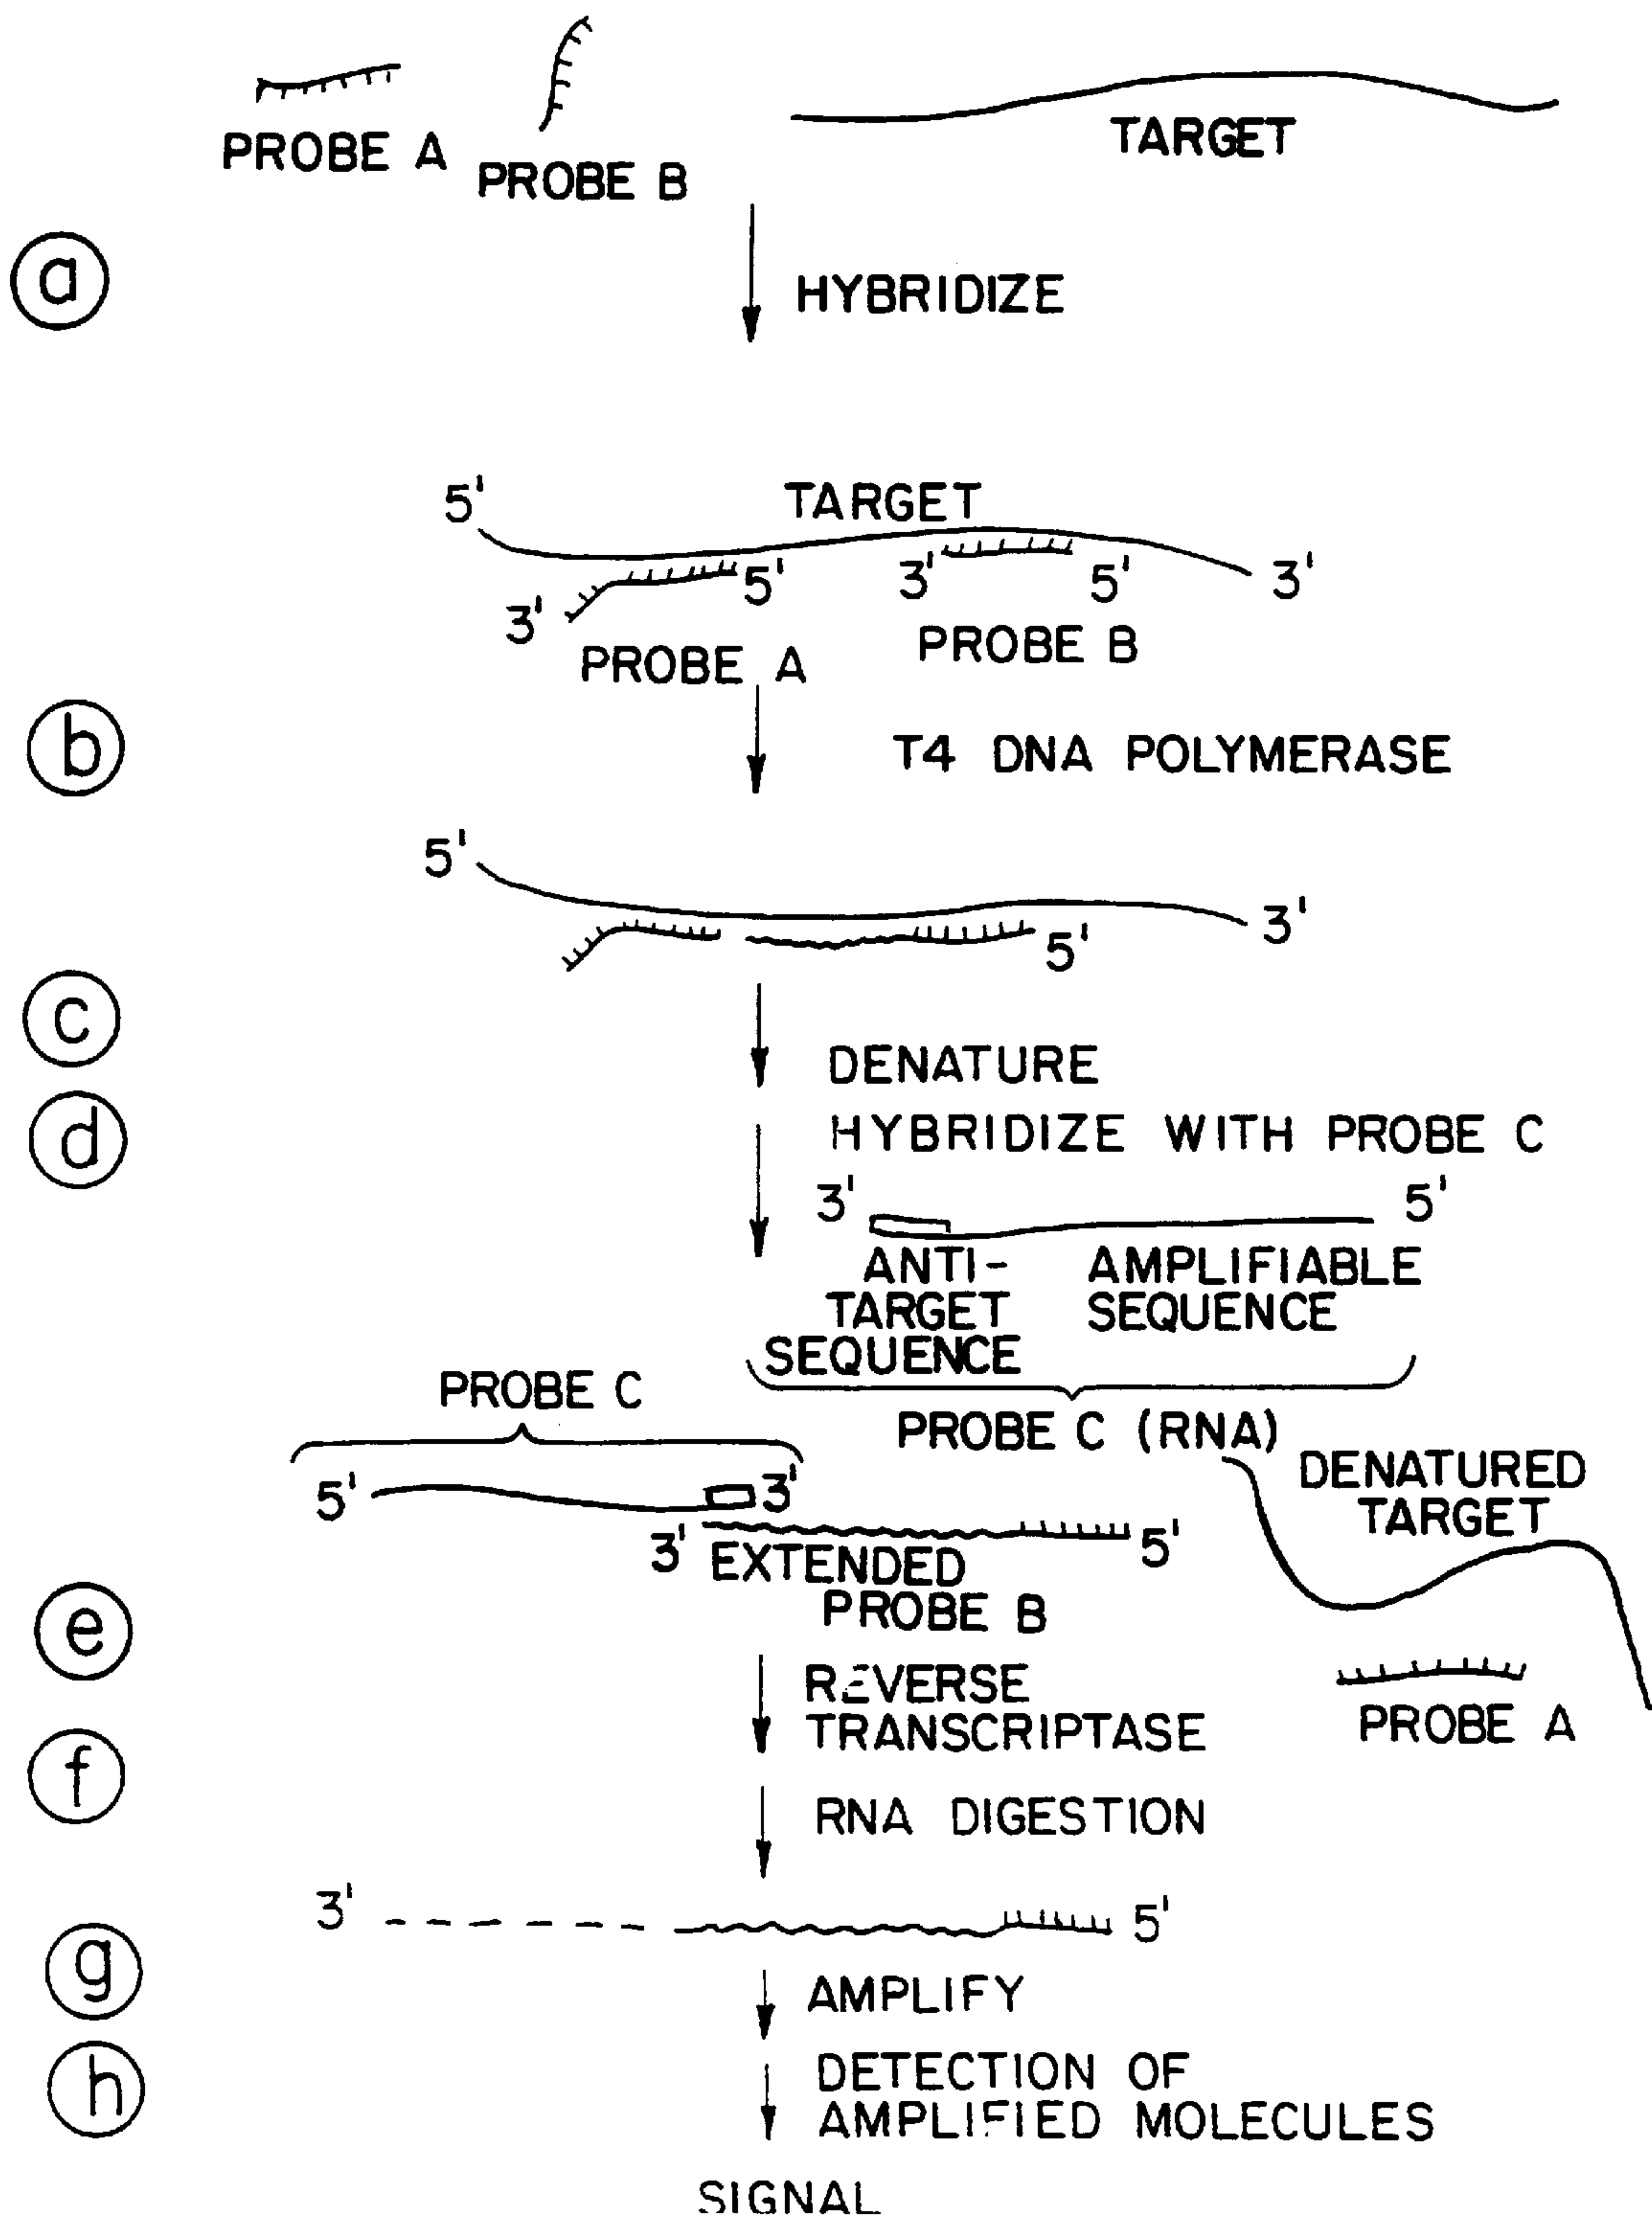 PROBE A
PROBE B
TARGET
a
HYBRIDIZE
5'
TARGET
3'
5'
3'
5'
3'
PROBE A
PROBE B
b
T4 DNA POLYMERASE
5'
3'
5'
c
DENATURE
d
HYBRIDIZE WITH PROBE C
3'
5'
ANTI-
TARGET
SEQUENCE
AMPLIFIABLE
SEQUENCE
PROBE C
PROBE C (RNA)
5'
3'
3'
5'
EXTENDED
PROBE B
DENATURED
TARGET
e
REVERSE
TRANSCRIPTASE
PROBE A
f
RNA DIGESTION
3'
5'
g
AMPLIFY
h
DETECTION OF
AMPLIFIED MOLECULES
SIGNAL